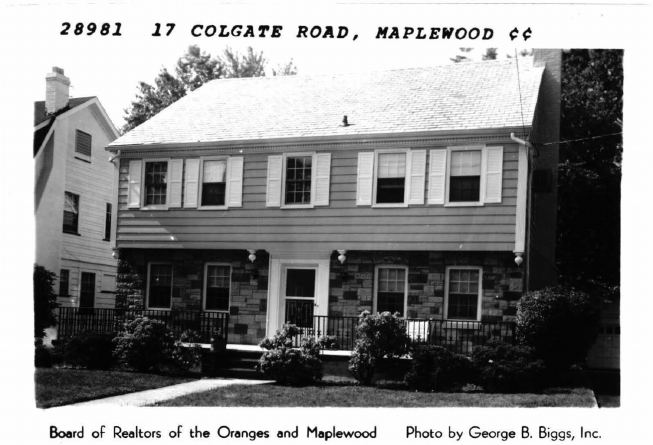 28981 17 COLGATE ROAD, MAPLEWOOD ¢¢
Board of Realtors of the Oranges and Maplewood Photo by George B. Biggs, Inc.